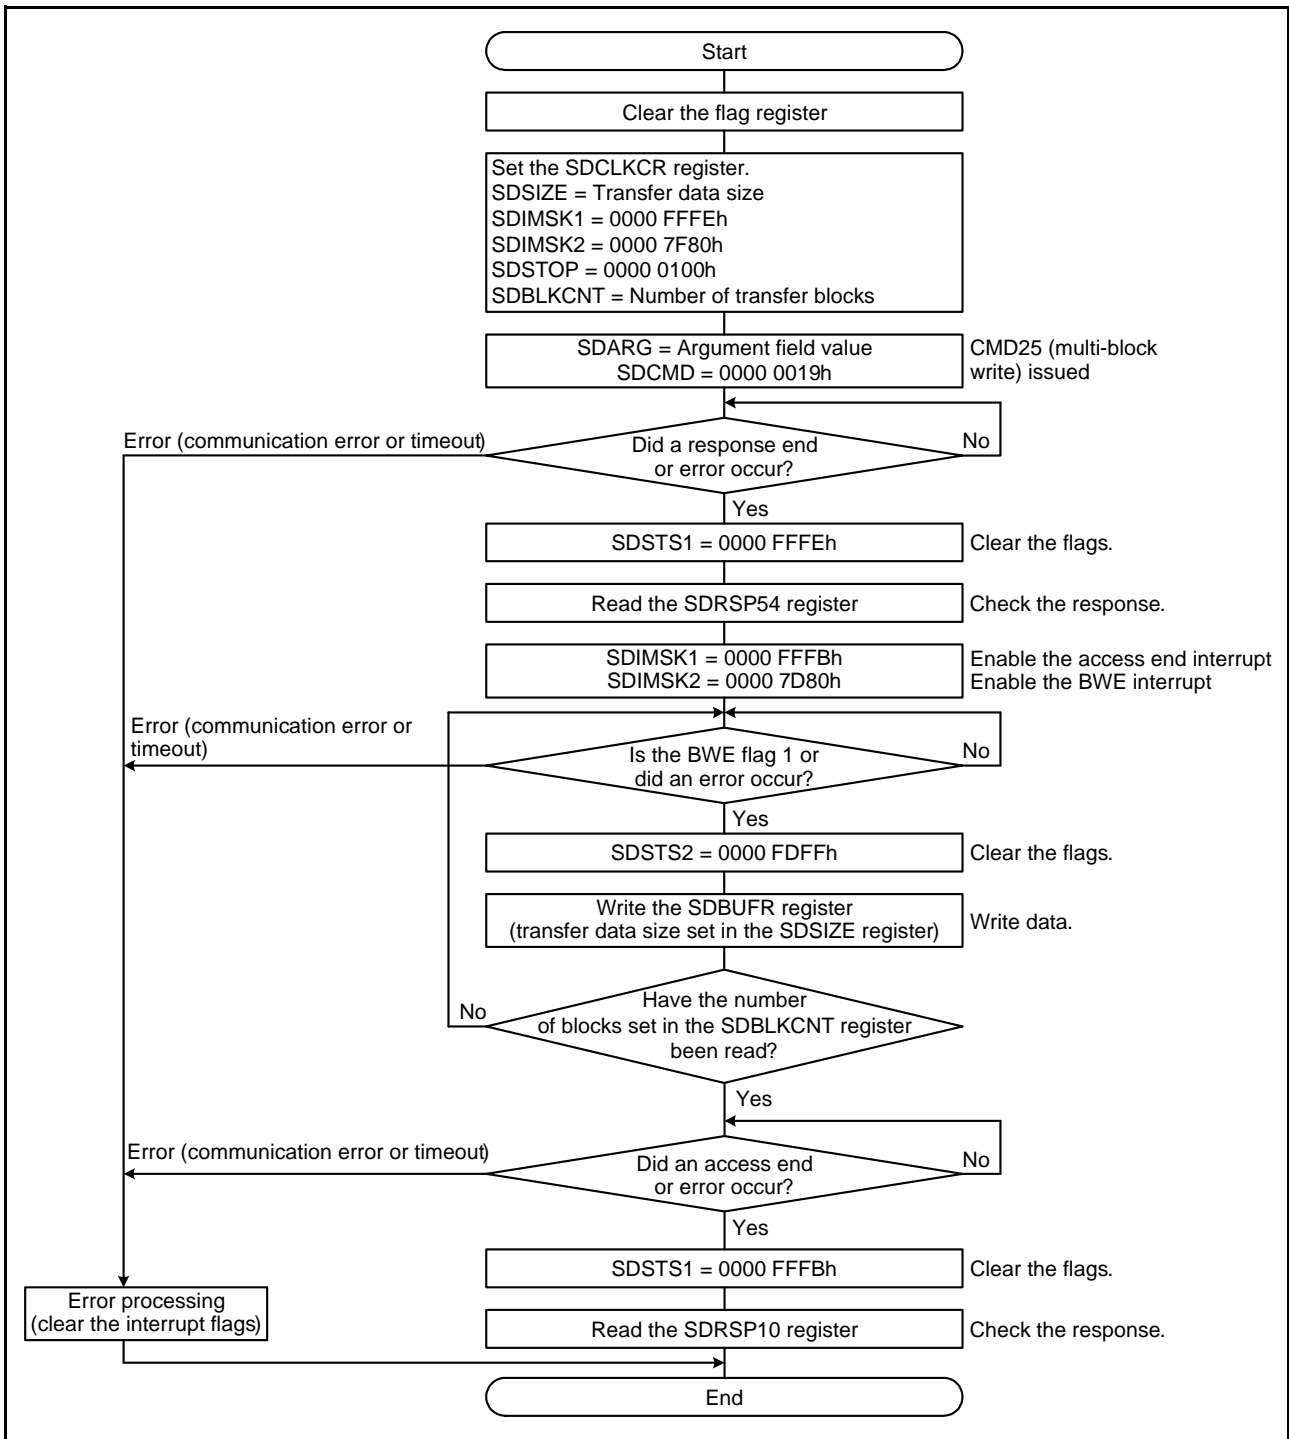 Start
Clear the flag register
Set the SDCLKCR register.
SDSIZE = Transfer data size
SDIMSK1 = 0000 FFFEh
SDIMSK2 = 0000 7F80h
SDSTOP = 0000 0100h
SDBLKCNT = Number of transfer blocks
SDARG = Argument field value
SDCMD = 0000 0019h
CMD25 (multi-block
write) issued
Error (communication error or timeout)
Did a response end
or error occur?
No
Yes
SDSTS1 = 0000 FFFEh
Clear the flags.
Read the SDRSP54 register
Check the response.
SDIMSK1 = 0000 FFFBh
SDIMSK2 = 0000 7D80h
Enable the access end interrupt
Enable the BWE interrupt
Error (communication error or
timeout)
Is the BWE flag 1 or
did an error occur?
No
Yes
SDSTS2 = 0000 FDFFh
Clear the flags.
Write the SDBUFR register
(transfer data size set in the SDSIZE register)
Write data.
Have the number
of blocks set in the SDBLKCNT register
been read?
No
Yes
Error (communication error or timeout)
Did an access end
or error occur?
No
Yes
SDSTS1 = 0000 FFFBh
Clear the flags.
Error processing
(clear the interrupt flags)
Read the SDRSP10 register
Check the response.
End